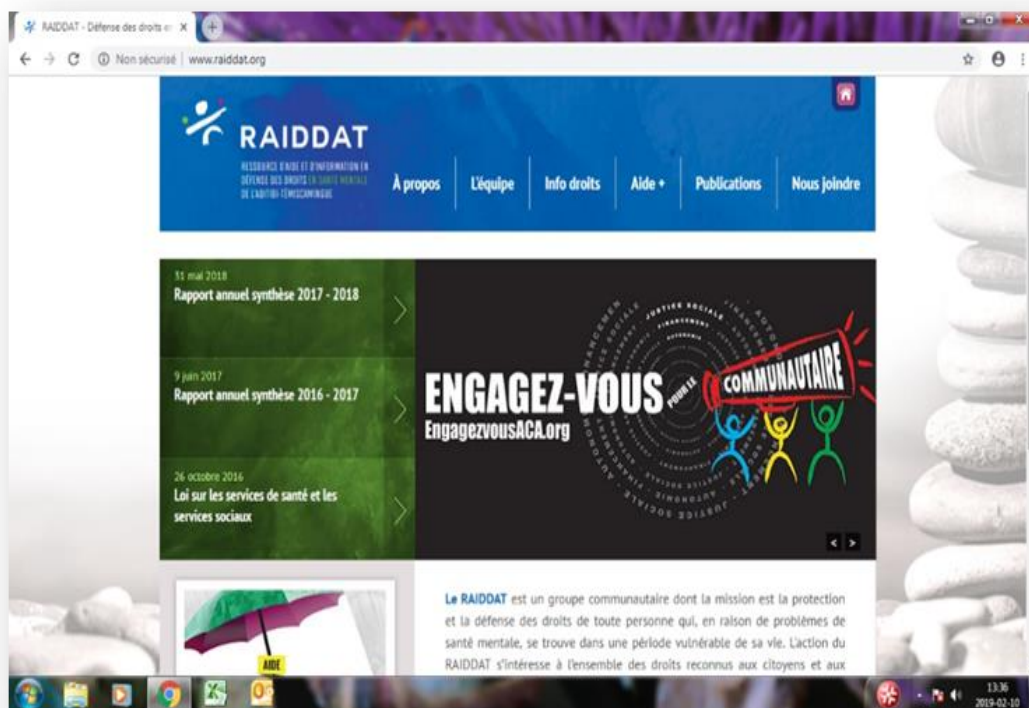 RAIDDAT - Défense des droits en
Non sécurisé | www.raiddat.org
RAIDDAT
RESSOURCE D'AIDE ET D'INFORMATION EN
DÉFENSE DES DROITS EN SANTÉ MENTALE
DE L'ABITIBI-TÉMISCAMINGUE
À propos
L'équipe
Info droits
Aide +
Publications
Nous joindre
31 mai 2018
Rapport annuel synthèse 2017 - 2018
9 juin 2017
Rapport annuel synthèse 2016 - 2017
26 octobre 2016
Loi sur les services de santé et les
services sociaux
JUSTICE SOCIALE
FINANCEMENT
AUTONOMIE
ENGAGEZ-VOUS
POUR LE
COMMUNAUTAIRE
EngagezvousACA.org
AIDE
Le RAIDDAT est un groupe communautaire dont la mission est la protection
et la défense des droits de toute personne qui, en raison de problèmes de
santé mentale, se trouve dans une période vulnérable de sa vie. L'action du
RAIDDAT s'intéresse à l'ensemble des droits reconnus aux citoyens et aux
13:36
2019-02-10